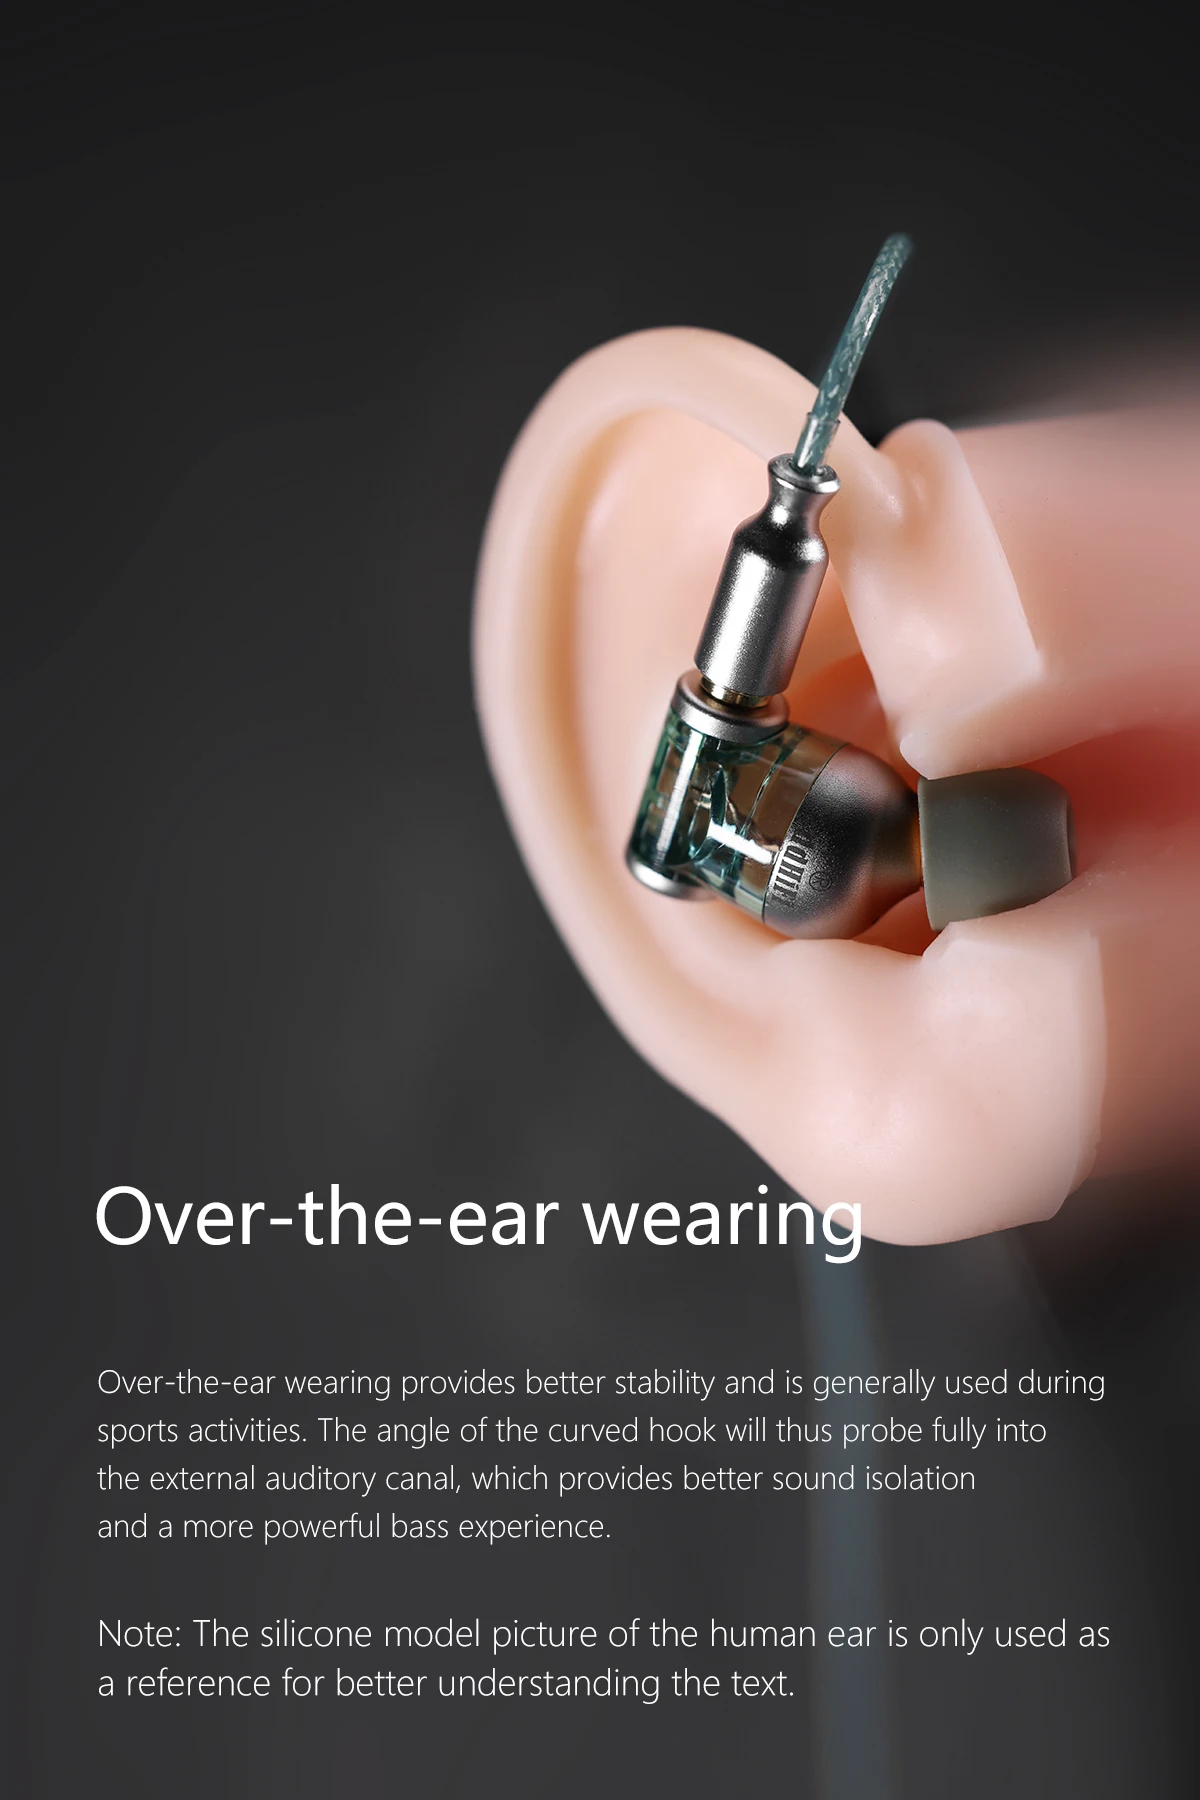 Over-the-ear wearing
Over-the-ear wearing provides better stability and is generally used during
sports activities. The angle of the curved hook will thus probe fully into
the external auditory canal, which provides better sound isolation
and a more powerful bass experience.
Note: The silicone model picture of the human ear is only used as
a reference for better understanding the text.